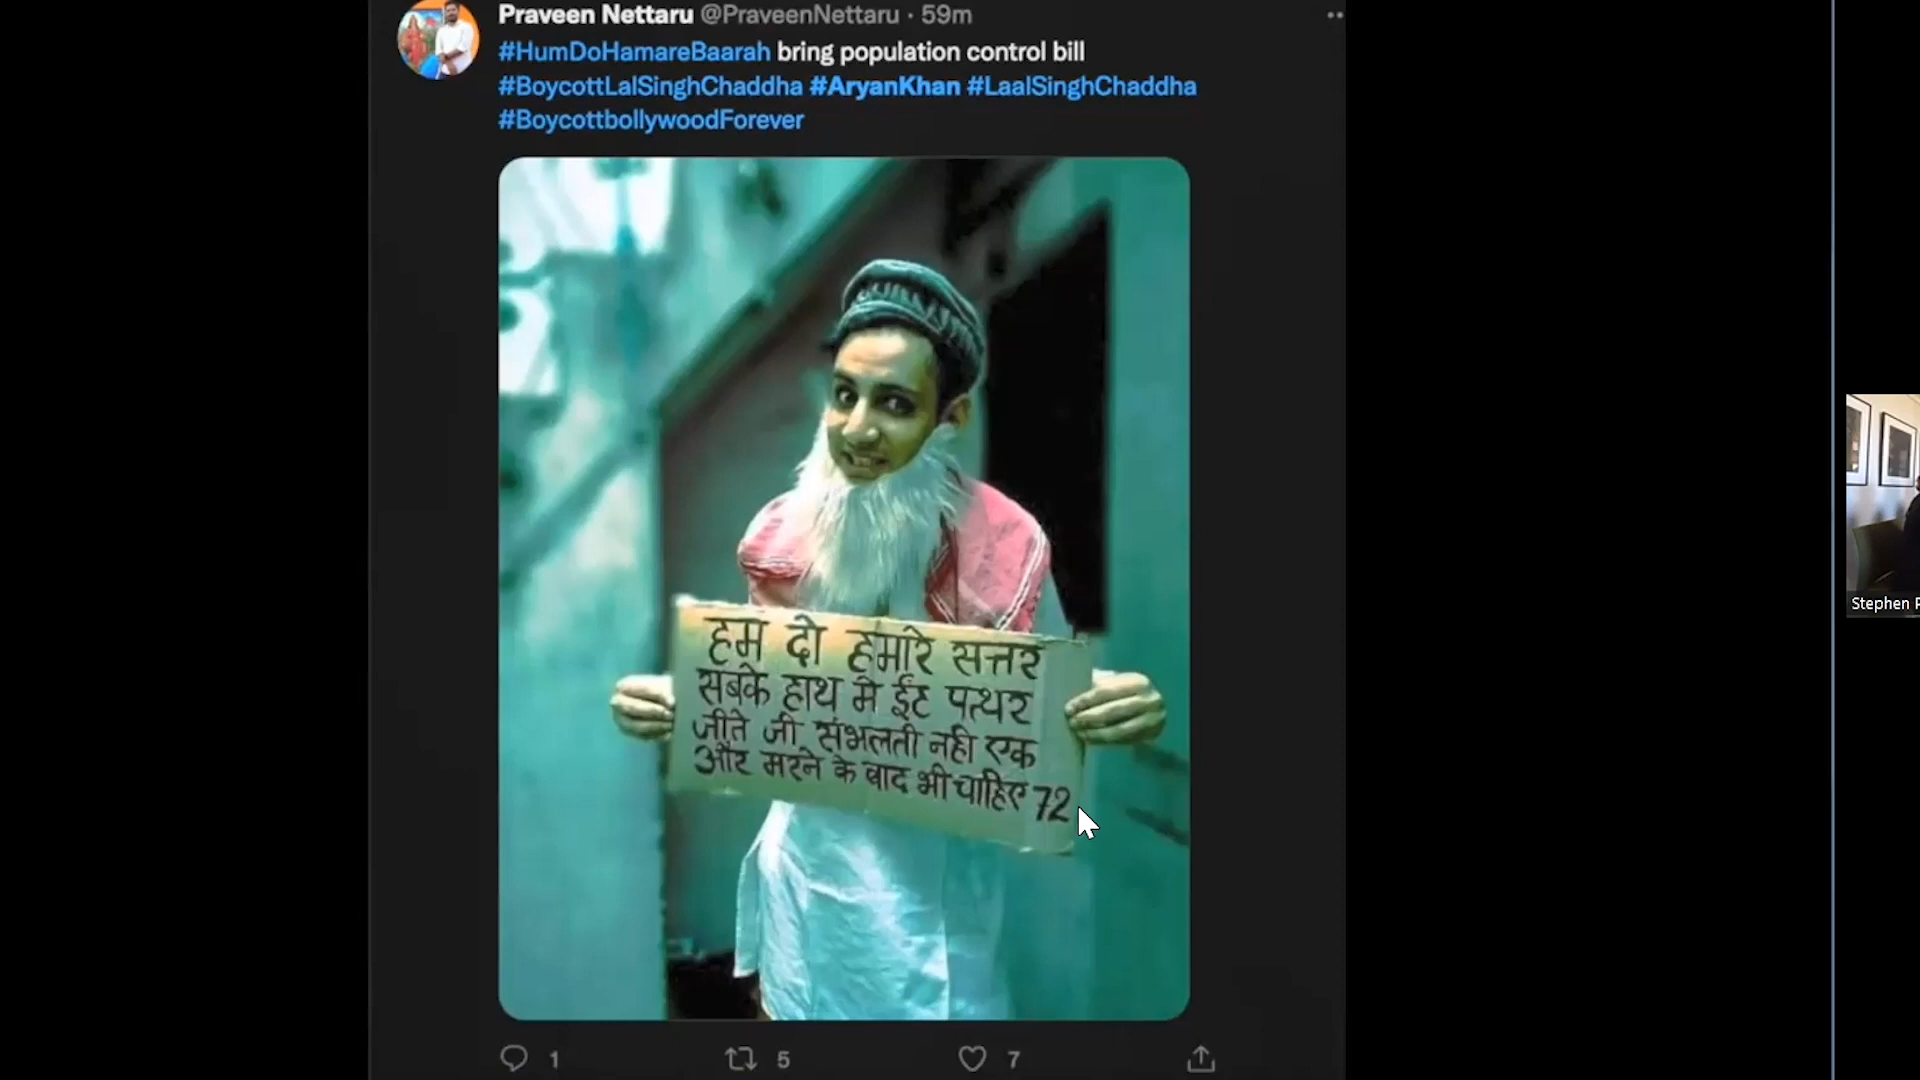 Praveen Nettaru @PraveenNettaru · 59m
#HumDoHamareBaarah bring population control bill
#BoycottLalSinghChaddha #AryanKhan #LaalSinghChaddha
#BoycottbollywoodForever
हम दो हमारे सत्तर
सबके हाथ मे ईंट पत्थर
जीते जी संभलती नही एक
और मरने के बाद भी चाहिए 72
1 5 7
Stephen